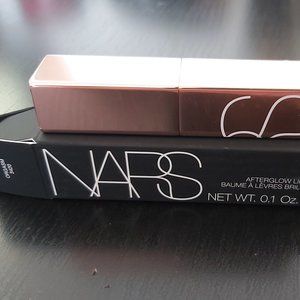 NARS
AFTERGLOW LI
BAUME À LÈVRES BRIL
NET WT. 0.1 Oz.